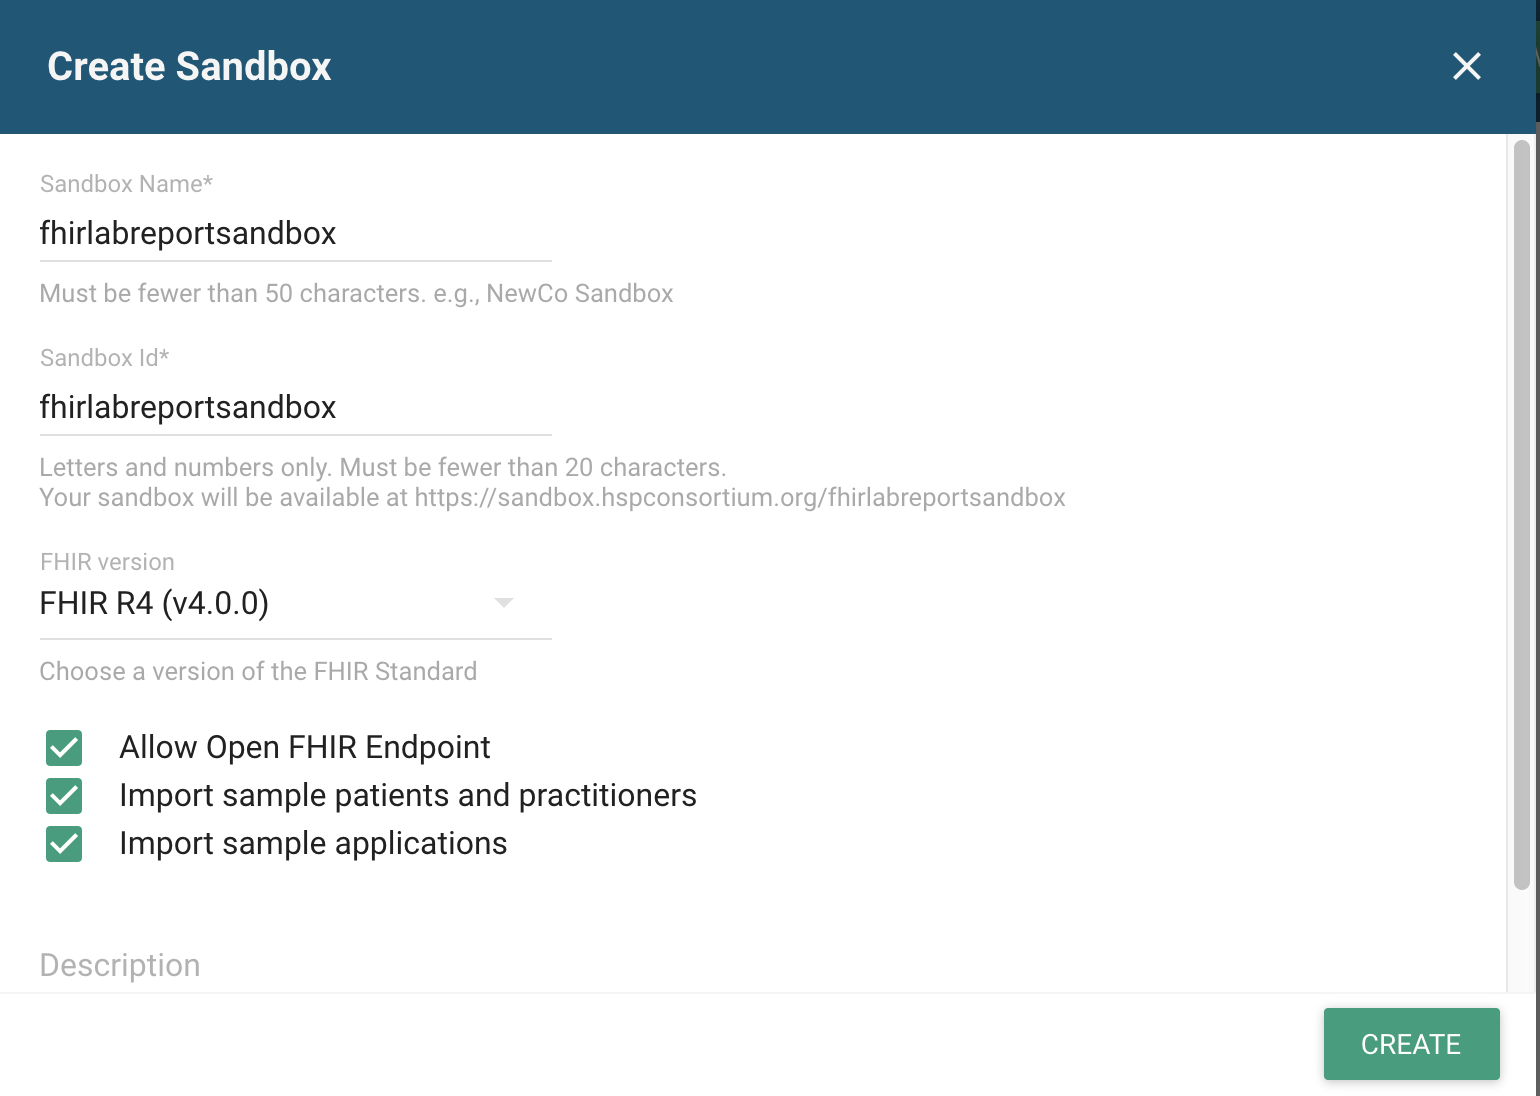 Create Sandbox
Sandbox Name*
fhirlabreportsandbox
Must be fewer than 50 characters. e.g., NewCo Sandbox
Sandbox Id*
fhirlabreportsandbox
Letters and numbers only. Must be fewer than 20 characters.
Your sandbox will be available at https://sandbox.hspconsortium.org/fhirlabreportsandbox
FHIR version
FHIR R4 (v4.0.0)
Choose a version of the FHIR Standard
Allow Open FHIR Endpoint
Import sample patients and practitioners
Import sample applications
Description
CREATE